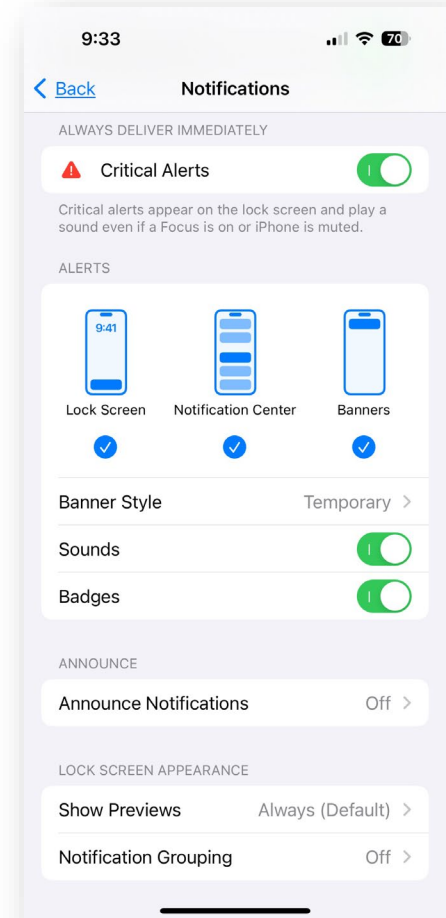 9:33
70
Back
Notifications
ALWAYS DELIVER IMMEDIATELY
Critical Alerts
Critical alerts appear on the lock screen and play a
sound even if a Focus is on or iPhone is muted.
ALERTS
9:41
Lock Screen
Notification Center
Banners
Banner Style
Temporary
Sounds
Badges
ANNOUNCE
Announce Notifications
Off
LOCK SCREEN APPEARANCE
Show Previews
Always (Default)
Notification Grouping
Off